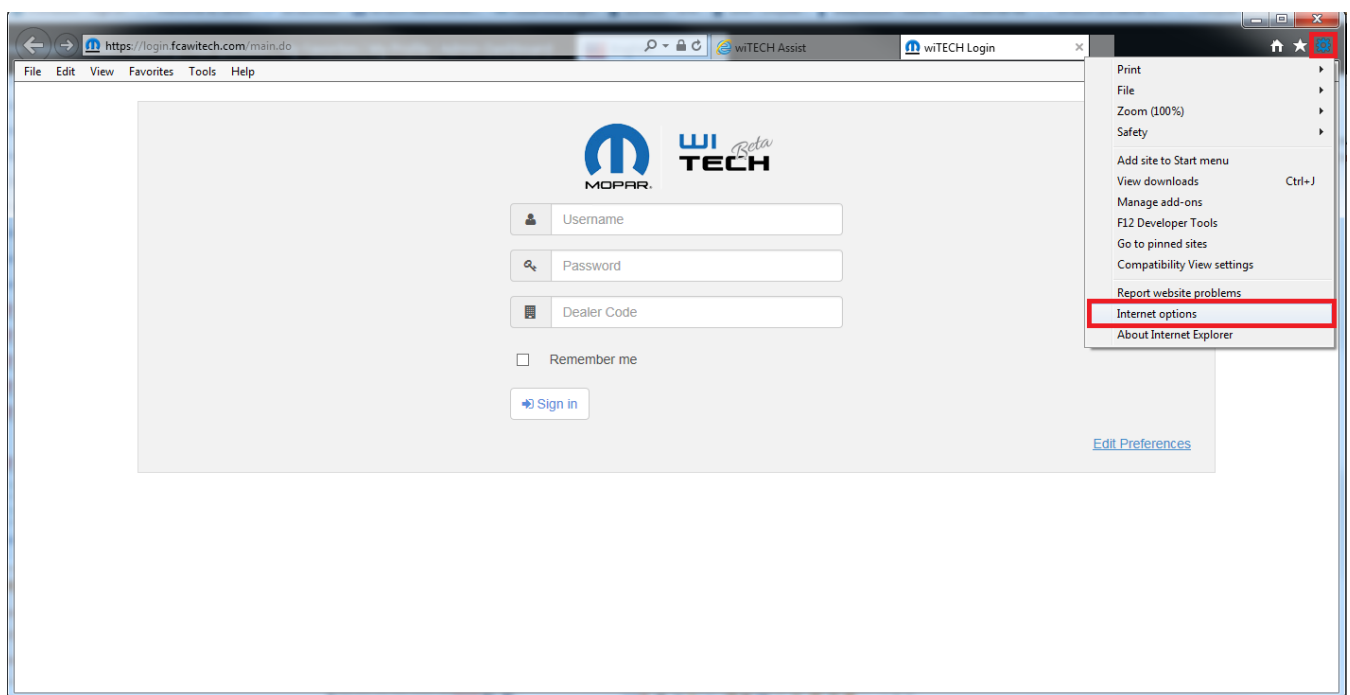 https://login.fcawitech.com/main.do
wiTECH Assist
wiTECH Login
File Edit View Favorites Tools Help
Print
File
Zoom (100%)
Safety
Add site to Start menu
View downloads Ctrl+J
Manage add-ons
F12 Developer Tools
Go to pinned sites
Compatibility View settings
Report website problems
Internet options
About Internet Explorer
MOPAR.
WI Beta
TECH
Username
Password
Dealer Code
Remember me
Sign in
Edit Preferences